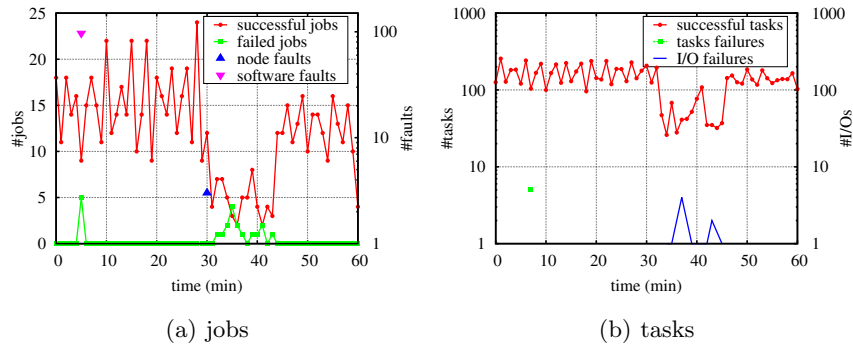 25
20
15
10
5
0
#jobs
0 10 20 30 40 50 60
time (min)
100
10
1
#faults
successful jobs
failed jobs
node faults
software faults
(a) jobs
1000
100
10
1
#tasks
0 10 20 30 40 50 60
time (min)
1000
100
10
1
#I/Os
successful tasks
tasks failures
I/O failures
(b) tasks